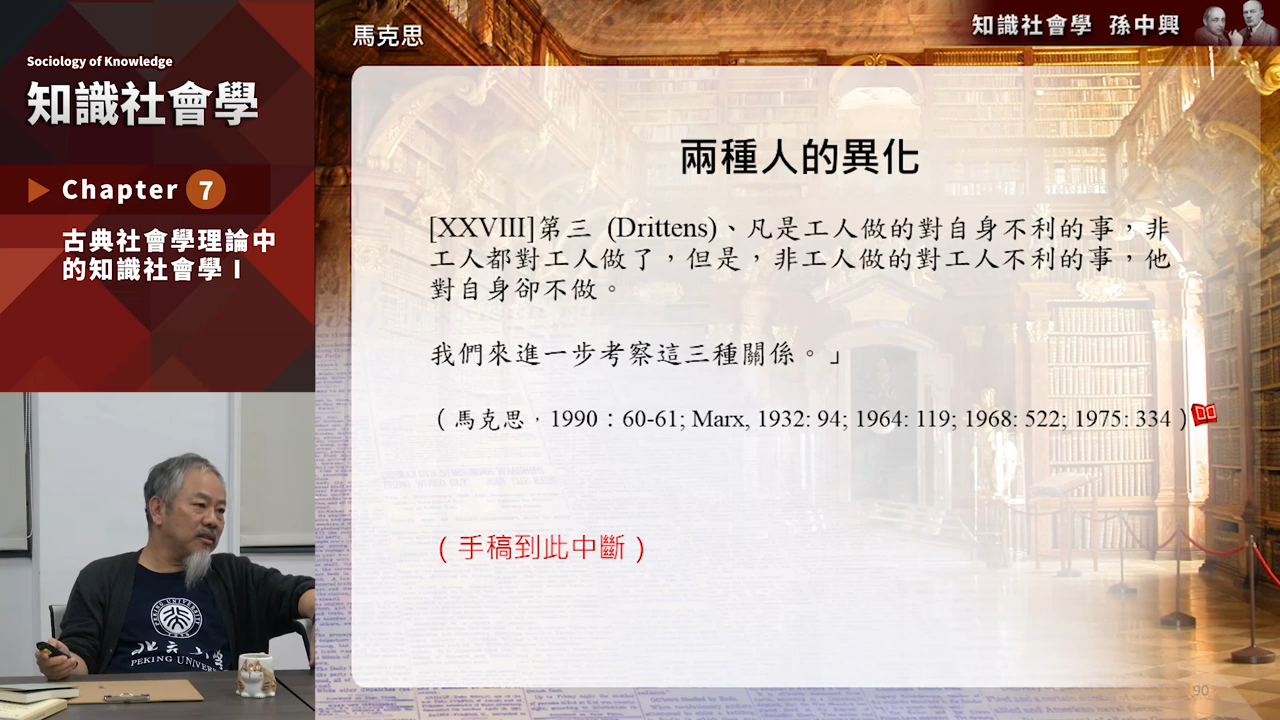 Sociology of Knowledge
知識社會學
Chapter 7
古典社會學理論中
的知識社會學 I
馬克思
知識社會學 孫中興
兩種人的異化
[XXVIII]第三 (Drittens)、凡是工人做的對自身不利的事，非
工人都對工人做了，但是，非工人做的對工人不利的事，他
對自身卻不做。
我們來進一步考察這三種關係。」
（馬克思，1990：60-61; Marx, 1932: 94; 1964: 119; 1968: 522; 1975: 334）
（手稿到此中斷）
90
PEKING UNIVERS